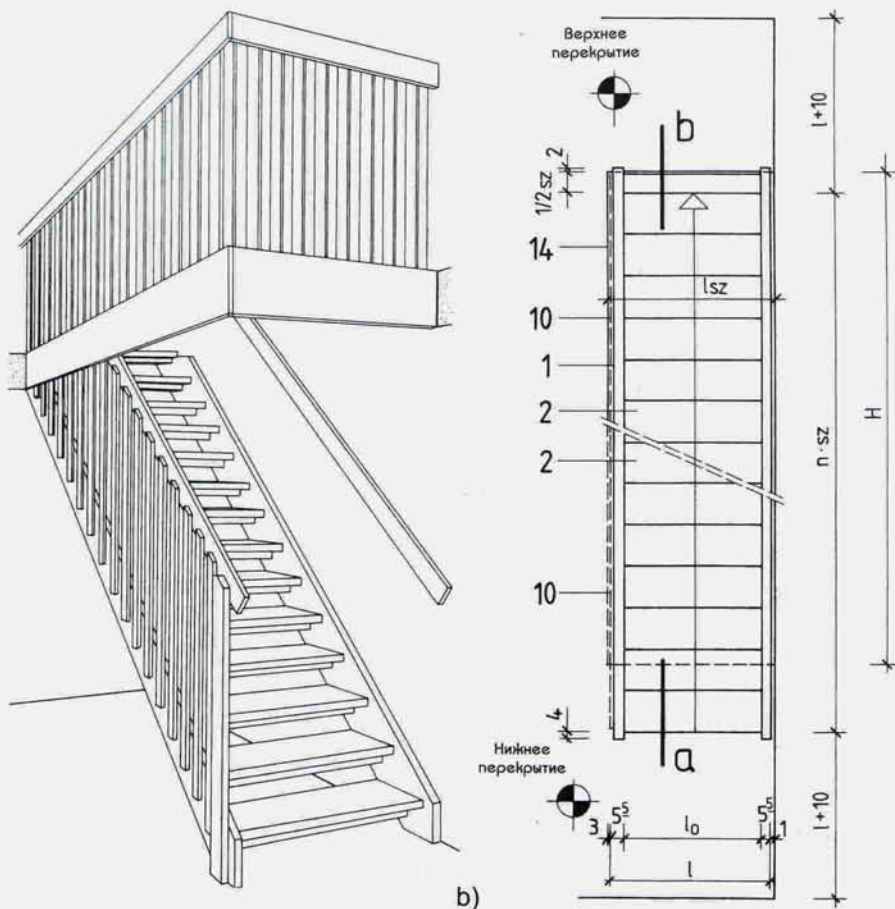 Верхнее
перекрытие
b
l+10
2
1/2 sz
14
lsz
10
1
2
2
H
n·sz
10
4
Нижнее
перекрытие
a
l+10
3
5⁵
l₀
5⁵
1
l
b)